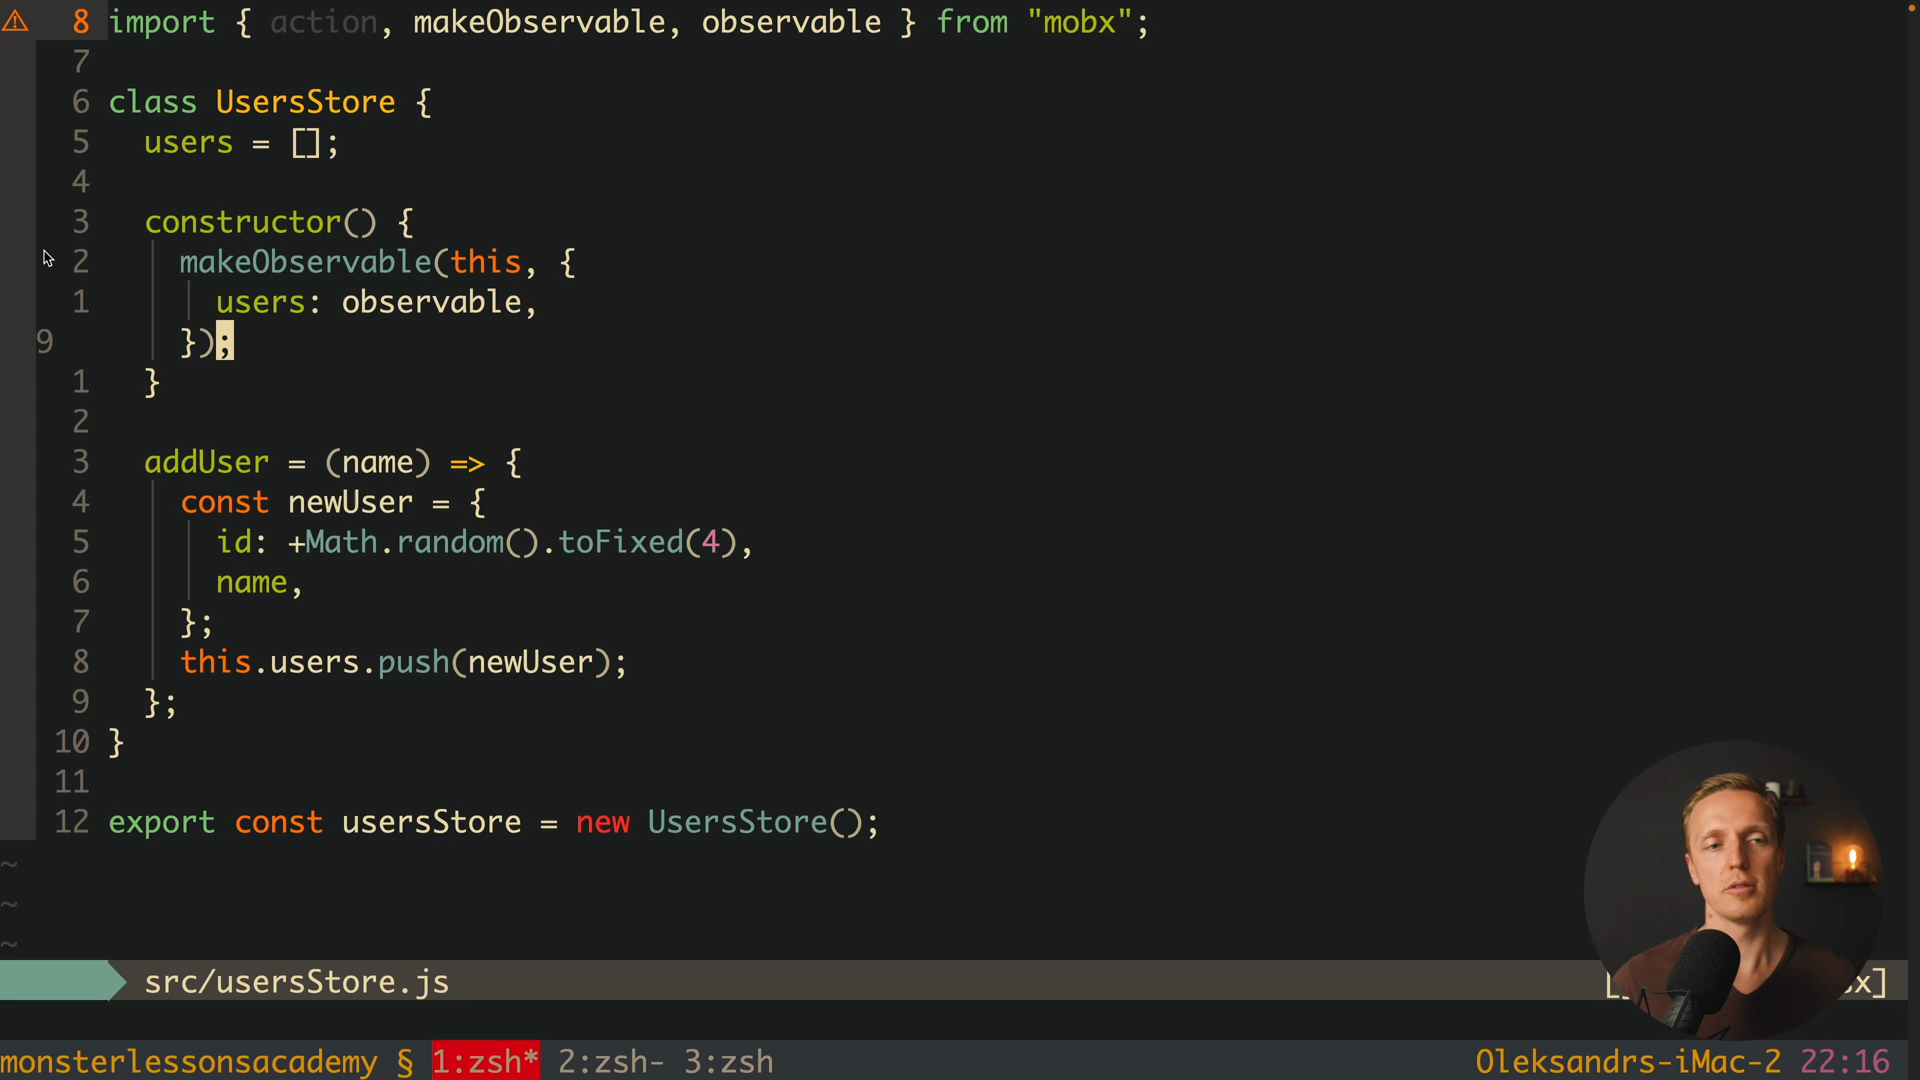 8 import { action, makeObservable, observable } from "mobx";
7
6 class UsersStore {
5 users = [];
4
3 constructor() {
2 makeObservable(this, {
1 users: observable,
9 });
1 }
2
3 addUser = (name) => {
4 const newUser = {
5 id: +Math.random().toFixed(4),
6 name,
7 };
8 this.users.push(newUser);
9 };
10 }
11
12 export const usersStore = new UsersStore();
~
~
~
src/usersStore.js
monsterlessonsacademy § 1:zsh* 2:zsh- 3:zsh Oleksandrs-iMac-2 22:16